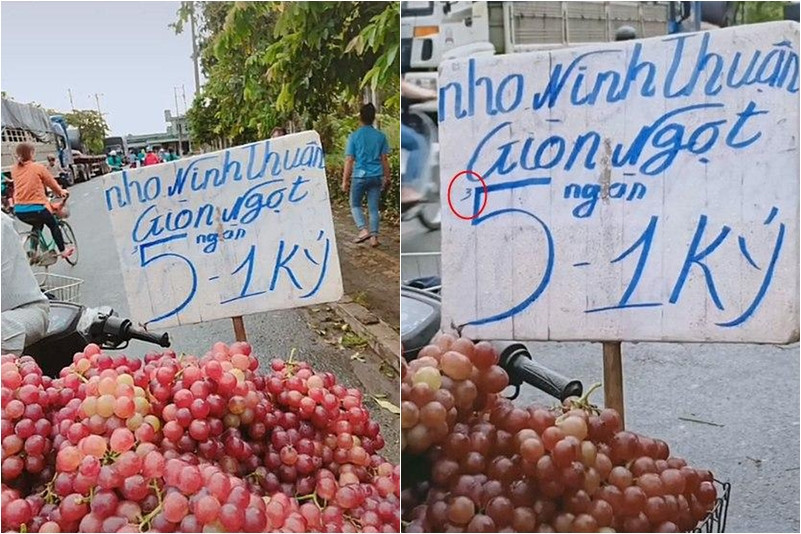 nho Ninh Thuận
Giòn Ngọt
ngàn
5 - 1 Ký
nho Ninh Thuận
Giòn Ngọt
3 5 ngàn
- 1 Ký